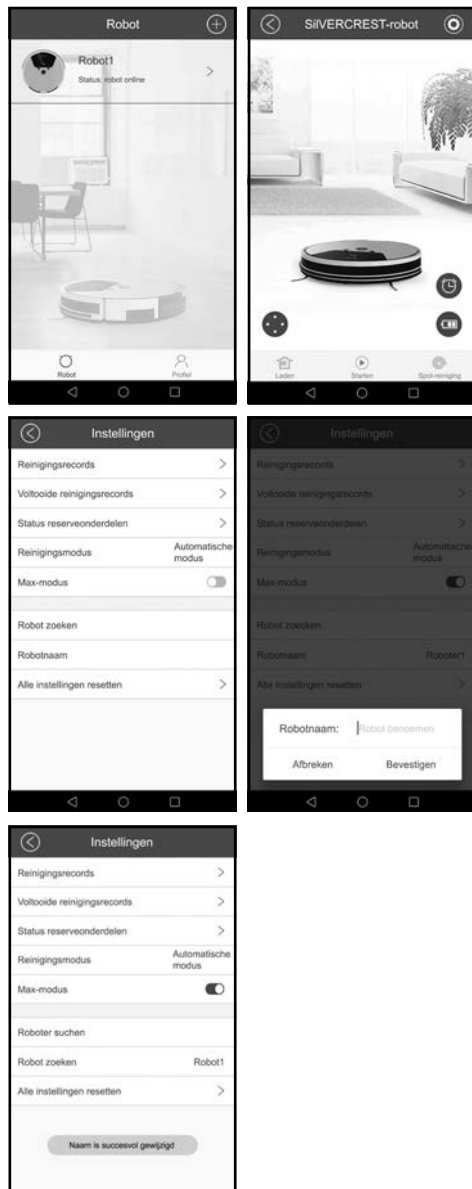 Robot
Robot1
Status: robot online
Robot
Profiel
SilVERCREST-robot
Laden
Starten
Spot-reiniging
Instellingen
Reinigingsrecords
Voltooide reinigingsrecords
Status reserveonderdelen
Reinigingsmodus
Automatische
modus
Max-modus
Robot zoeken
Robotnaam
Alle instellingen resetten
Instellingen
Reinigingsrecords
Voltooide reinigingsrecords
Status reserveonderdelen
Reinigingsmodus
Automatische
modus
Max-modus
Robot zoecken
Robotnaam Roboter1
Alle instellingen resetten
Robotnaam: Robot benoemen
Afbreken Bevestigen
Instellingen
Reinigingsrecords
Voltooide reinigingsrecords
Status reserveonderdelen
Reinigingsmodus
Automatische
modus
Max-modus
Roboter suchen
Robot zoeken Robot1
Alle instellingen resetten
Naam is succesvol gewijzigd